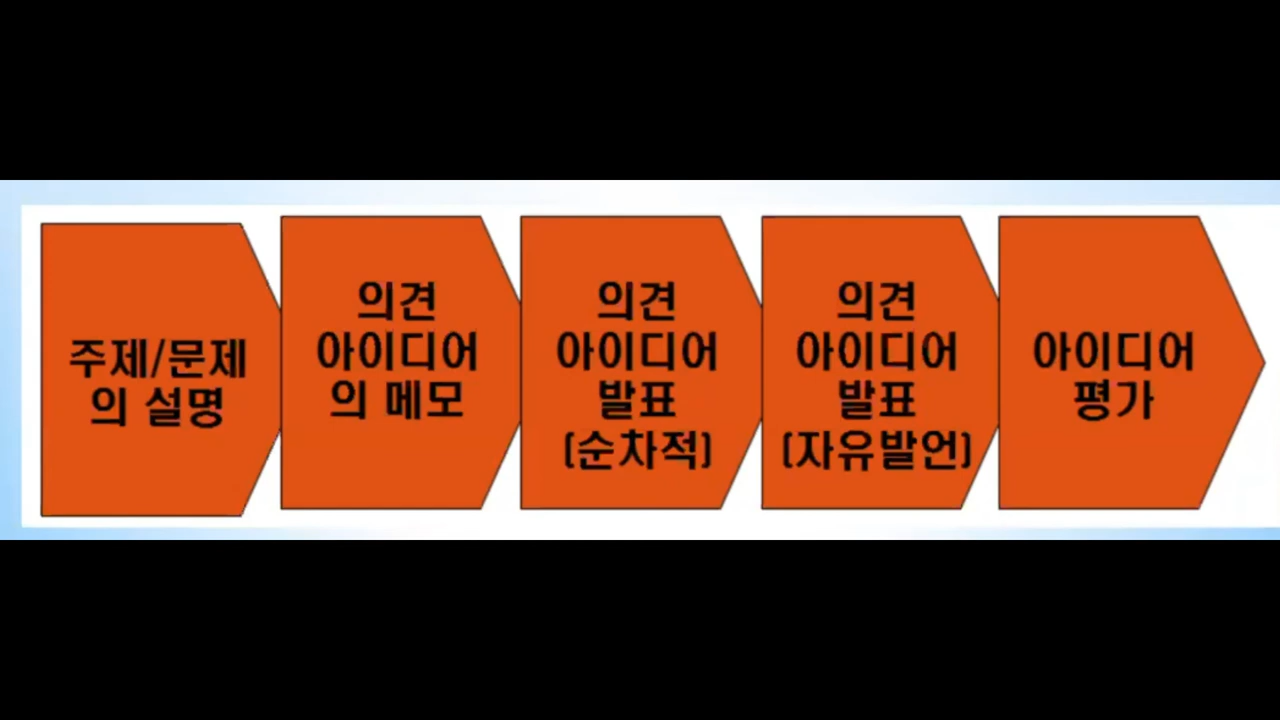 주제/문제
의 설명
의견
아이디어
의 메모
의견
아이디어
발표
(순차적)
의견
아이디어
발표
(자유발언)
아이디어
평가